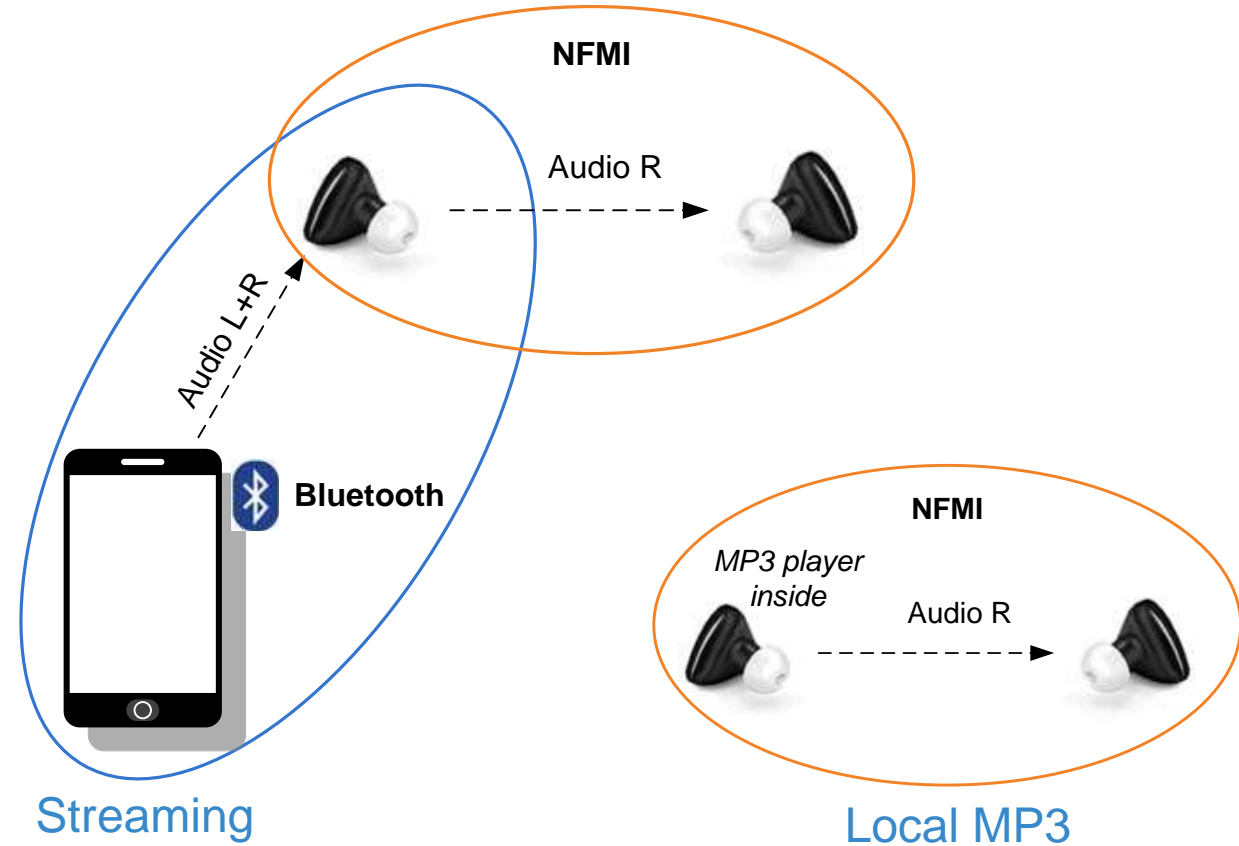 NFMI
Audio R
Audio L+R
Bluetooth
NFMI
MP3 player
inside
Audio R
Streaming
Local MP3